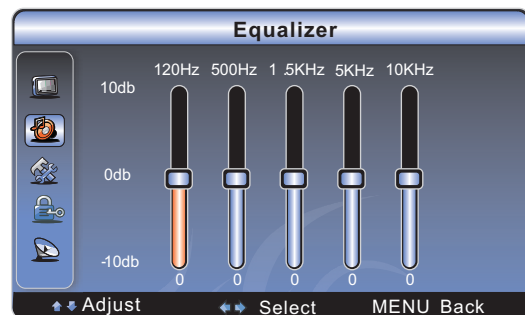 Equalizer
120Hz 500Hz 1 .5KHz 5KHz 10KHz
10db
0db
-10db
0 0 0 0 0
Adjust Select MENU Back